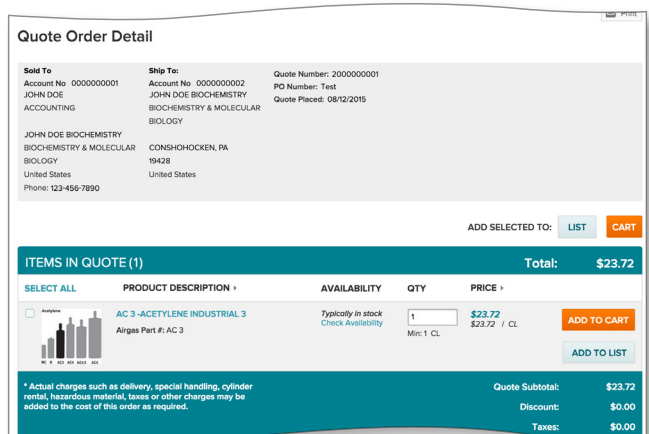 Print
Quote Order Detail
Sold To
Account No 0000000001
JOHN DOE
ACCOUNTING
JOHN DOE BIOCHEMISTRY
BIOCHEMISTRY & MOLECULAR
BIOLOGY
United States
Phone: 123-456-7890
Ship To:
Account No 0000000002
JOHN DOE BIOCHEMISTRY
BIOCHEMISTRY & MOLECULAR
BIOLOGY
CONSHOHOCKEN, PA
19428
United States
Quote Number: 2000000001
PO Number: Test
Quote Placed: 08/12/2015
ADD SELECTED TO: LIST CART
ITEMS IN QUOTE (1) Total: $23.72
SELECT ALL PRODUCT DESCRIPTION AVAILABILITY QTY PRICE
Acetylene
AC 3 -ACETYLENE INDUSTRIAL 3
Airgas Part #: AC 3
Typically in stock
Check Availability
1
Min: 1 CL
$23.72
$23.72 / CL
ADD TO CART
ADD TO LIST
* Actual charges such as delivery, special handling, cylinder
rental, hazardous material, taxes or other charges may be
added to the cost of this order as required.
Quote Subtotal: $23.72
Discount: $0.00
Taxes: $0.00